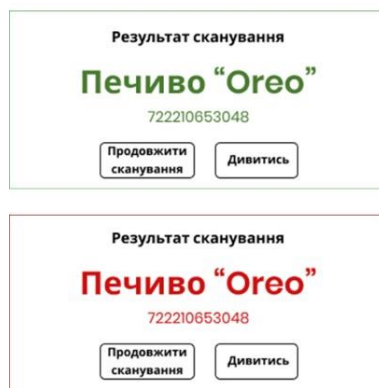 Результат сканування
Печиво “Oreo”
722210653048
Продовжити
сканування
Дивитись
Результат сканування
Печиво “Oreo”
722210653048
Продовжити
сканування
Дивитись